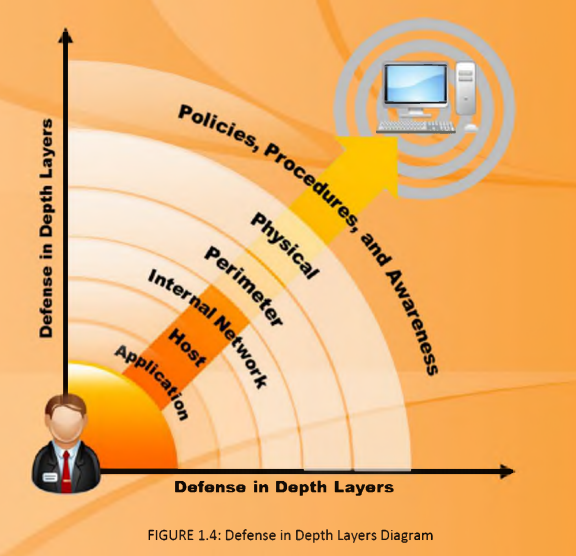 Policies, Procedures, and Awareness
Physical
Perimeter
Internal Network
Host
Application
Defense in Depth Layers
Defense in Depth Layers
FIGURE 1.4: Defense in Depth Layers Diagram